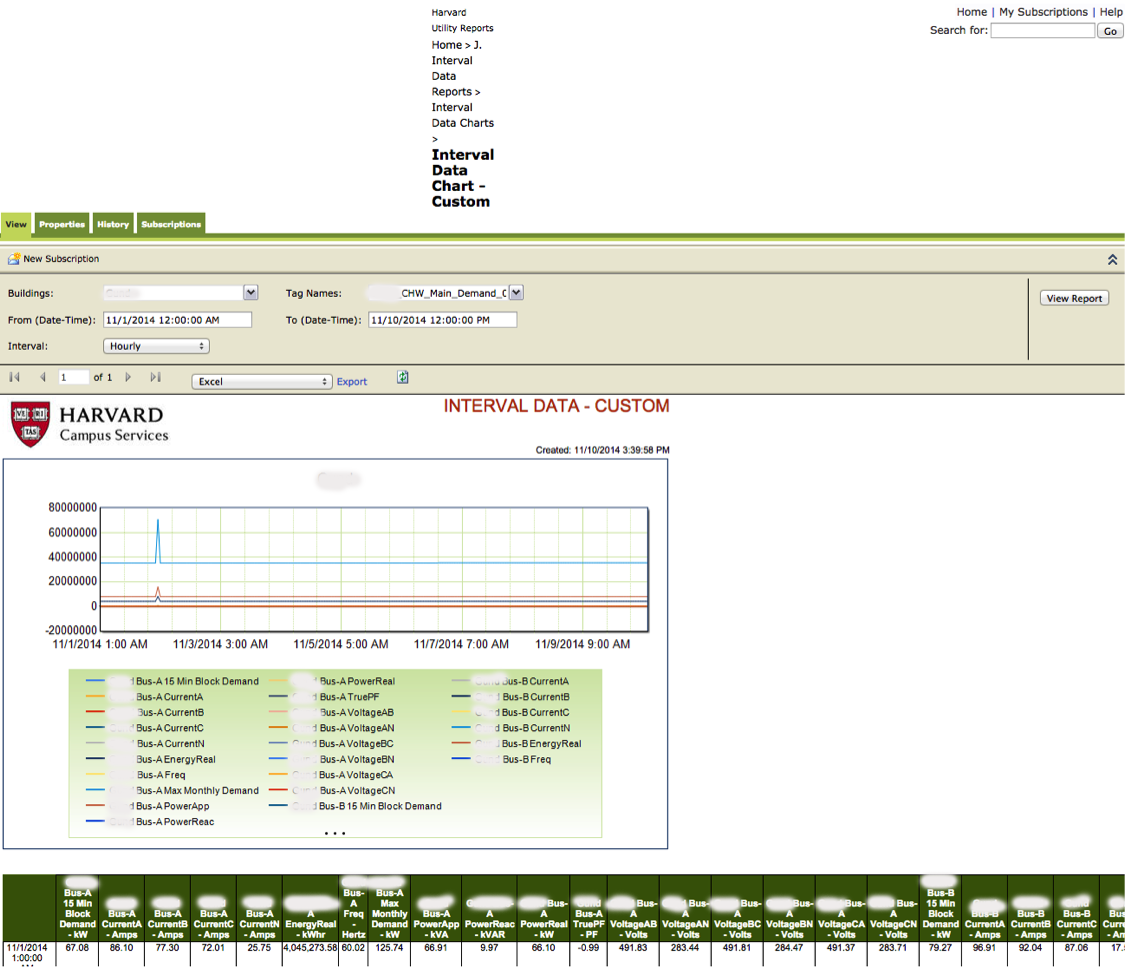 Harvard
Utility Reports
Home > J.
Interval
Data
Reports >
Interval
Data Charts
>
Interval
Data
Chart -
Custom
Home | My Subscriptions | Help
Search for: Go
View Properties History Subscriptions
New Subscription
Buildings: Tag Names: CHW_Main_Demand_
From (Date-Time): 11/1/2014 12:00:00 AM To (Date-Time): 11/10/2014 12:00:00 PM
View Report
Interval: Hourly
1 of 1 Excel Export
HARVARD
Campus Services
INTERVAL DATA - CUSTOM
Created: 11/10/2014 3:39:58 PM
80000000
60000000
40000000
20000000
0
-20000000
11/1/2014 1:00 AM 11/3/2014 3:00 AM 11/5/2014 5:00 AM 11/7/2014 7:00 AM 11/9/2014 9:00 AM
Bus-A 15 Min Block Demand
Bus-A CurrentA
Bus-A CurrentB
Bus-A CurrentC
Bus-A CurrentN
Bus-A EnergyReal
Bus-A Freq
Bus-A Max Monthly Demand
Bus-A PowerApp
Bus-A PowerReac
Bus-A PowerReal
Bus-A TruePF
Bus-A VoltageAB
Bus-A VoltageAN
Bus-A VoltageBC
Bus-A VoltageBN
Bus-A VoltageCA
Bus-A VoltageCN
Bus-B 15 Min Block Demand
Bus-B CurrentA
Bus-B CurrentB
Bus-B CurrentC
Bus-B CurrentN
Bus-B EnergyReal
Bus-B Freq
...
Bus-A 15 Min Block Demand - kW
Bus-A CurrentA - Amps
Bus-A CurrentB - Amps
Bus-A CurrentC - Amps
Bus-A CurrentN - Amps
A EnergyReal - kWhr
Bus-A Freq - Hertz
Bus-A Max Monthly Demand - kW
Bus-A PowerApp - kVA
Bus-A PowerReac - kVAR
Bus-A PowerReal - kW
Bus-A TruePF - PF
Bus-A VoltageAB - Volts
Bus-A VoltageAN - Volts
Bus-A VoltageBC - Volts
Bus-A VoltageBN - Volts
Bus-A VoltageCA - Volts
Bus-A VoltageCN - Volts
Bus-B 15 Min Block Demand - kW
Bus-B CurrentA - Amps
Bus-B CurrentB - Amps
Bus-B CurrentC - Amps
11/1/2014 67.08 86.10 77.30 72.01 25.75 4,045,273.58 60.02 125.74 66.91 9.97 66.10 -0.99 491.83 283.44 491.81 284.47 491.37 283.71 79.27 96.91 92.04 87.06 17.
1:00:00